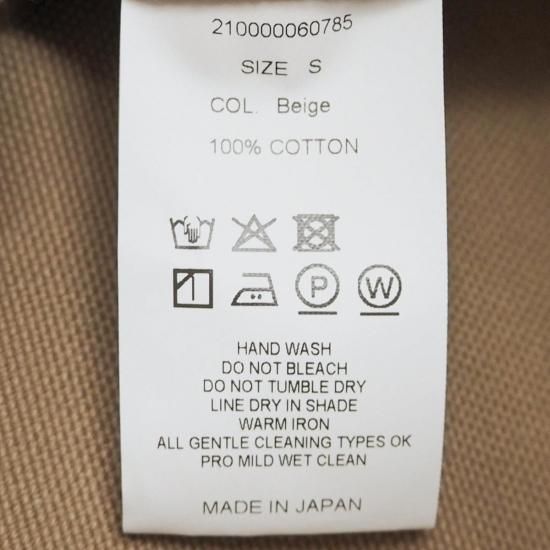 210000060785
SIZE S
COL. Beige
100% COTTON
P W
HAND WASH
DO NOT BLEACH
DO NOT TUMBLE DRY
LINE DRY IN SHADE
WARM IRON
ALL GENTLE CLEANING TYPES OK
PRO MILD WET CLEAN
MADE IN JAPAN